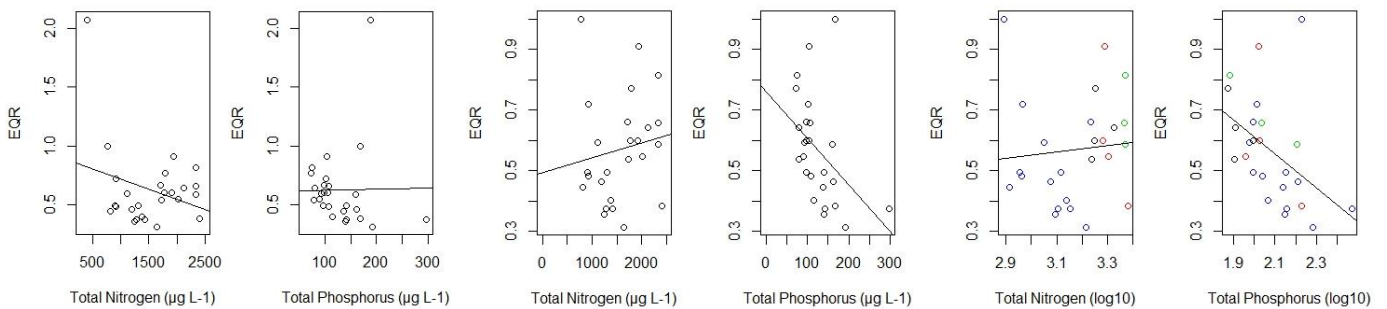 EQR
2.0
1.5
1.0
0.5
500 1500 2500
Total Nitrogen (µg L-1)
EQR
2.0
1.5
1.0
0.5
100 200 300
Total Phosphorus (µg L-1)
EQR
0.9
0.7
0.5
0.3
0 1000 2000
Total Nitrogen (µg L-1)
EQR
0.9
0.7
0.5
0.3
0 100 200 300
Total Phosphorus (µg L-1)
EQR
0.9
0.7
0.5
0.3
2.9 3.1 3.3
Total Nitrogen (log10)
EQR
0.9
0.7
0.5
0.3
1.9 2.1 2.3
Total Phosphorus (log10)